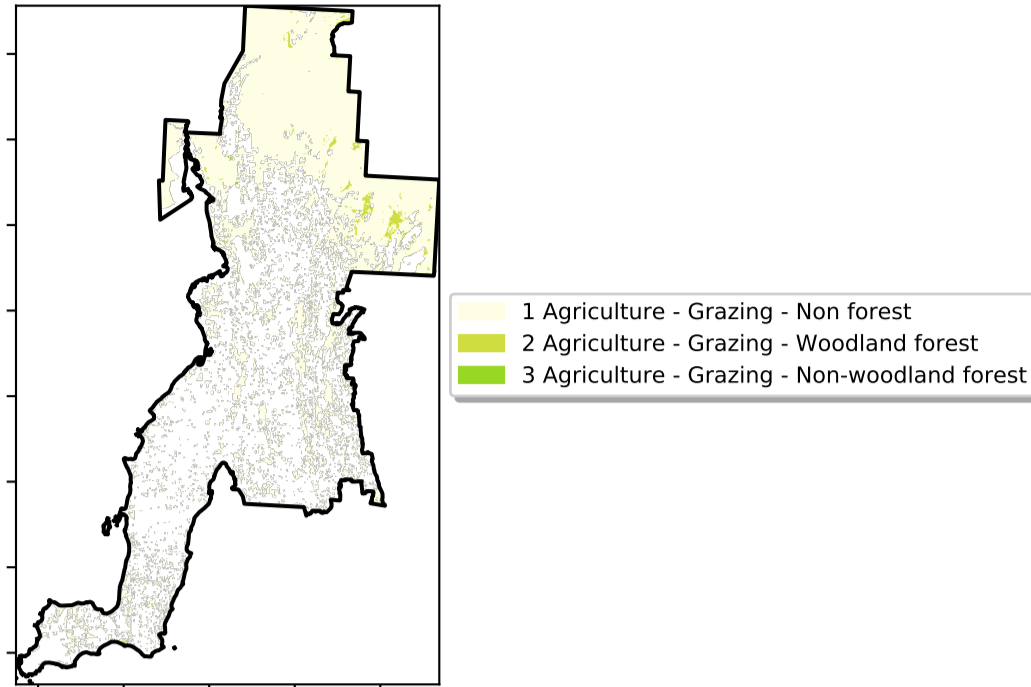 1 Agriculture - Grazing - Non forest
2 Agriculture - Grazing - Woodland forest
3 Agriculture - Grazing - Non-woodland forest